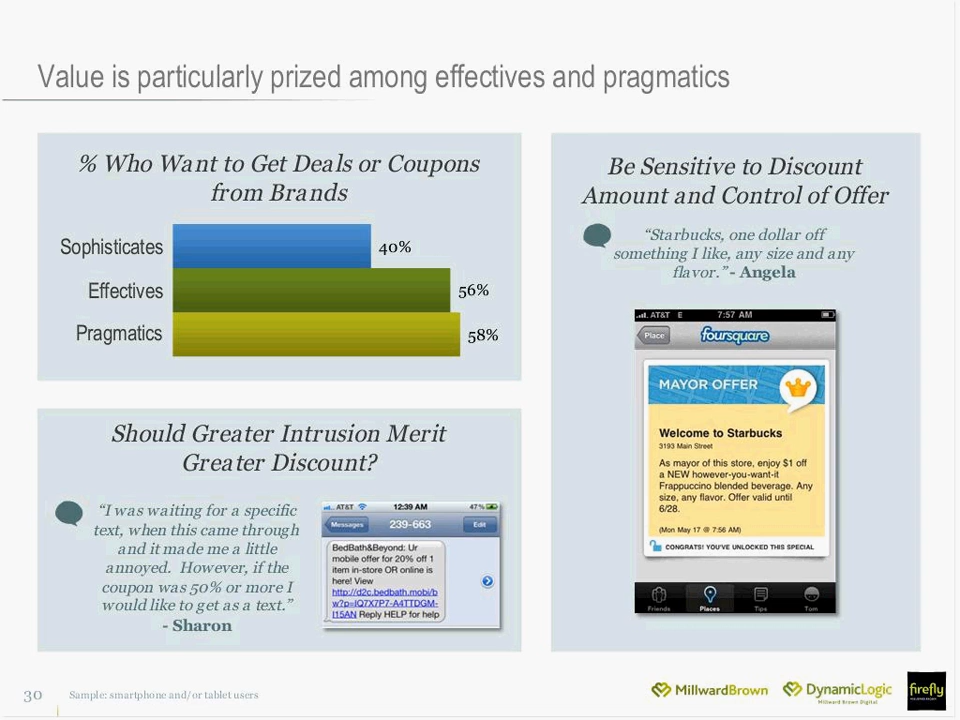 Value is particularly prized among effectives and pragmatics
% Who Want to Get Deals or Coupons
from Brands
Sophisticates
40%
Effectives
56%
Pragmatics
58%
Should Greater Intrusion Merit
Greater Discount?
“I was waiting for a specific
text, when this came through
and it made me a little
annoyed. However, if the
coupon was 50% or more I
would like to get as a text.”
- Sharon
AT&T 12:39 AM 47%
Messages 239-663 Edit
BedBath&Beyond: Ur
mobile offer for 20% off 1
item in-store OR online is
here! View
http://d2c.bedbath.mobi/b
w?p=IQ7X7P7-A4TTDGM-
I15AN Reply HELP for help
Be Sensitive to Discount
Amount and Control of Offer
“Starbucks, one dollar off
something I like, any size and any
flavor.” - Angela
AT&T E 7:57 AM
Place foursquare
MAYOR OFFER
Welcome to Starbucks
3193 Main Street
As mayor of this store, enjoy $1 off
a NEW however-you-want-it
Frappuccino blended beverage. Any
size, any flavor. Offer valid until
6/28.
(Mon May 17 @ 7:56 AM)
CONGRATS! YOU'VE UNLOCKED THIS SPECIAL
Friends Places Tips Tom
30 Sample: smartphone and/or tablet users
MillwardBrown
DynamicLogic
Millward Brown Digital
firefly
MILLWARD BROWN